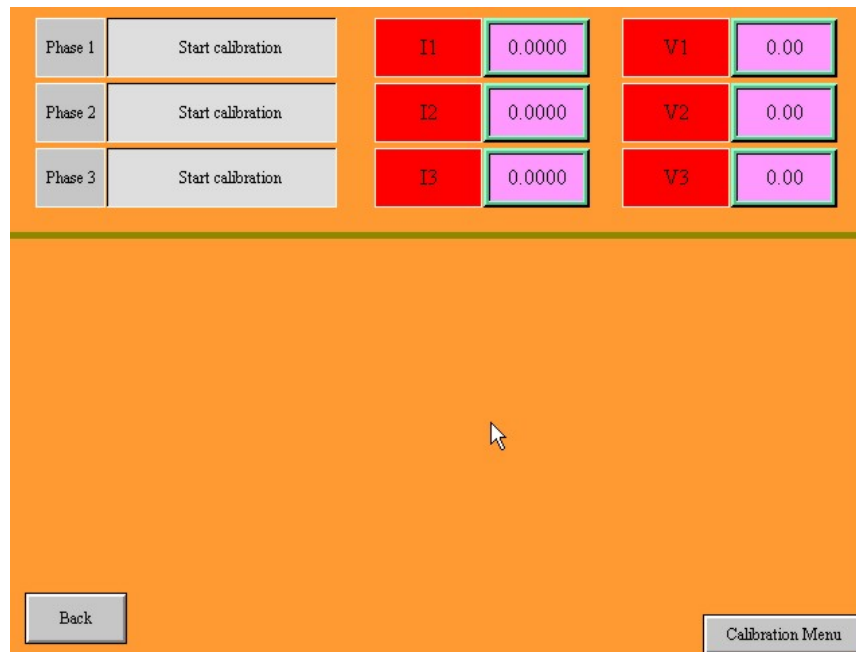 Phase 1 Start calibration I1 0.0000 V1 0.00
Phase 2 Start calibration I2 0.0000 V2 0.00
Phase 3 Start calibration I3 0.0000 V3 0.00
Back
Calibration Menu